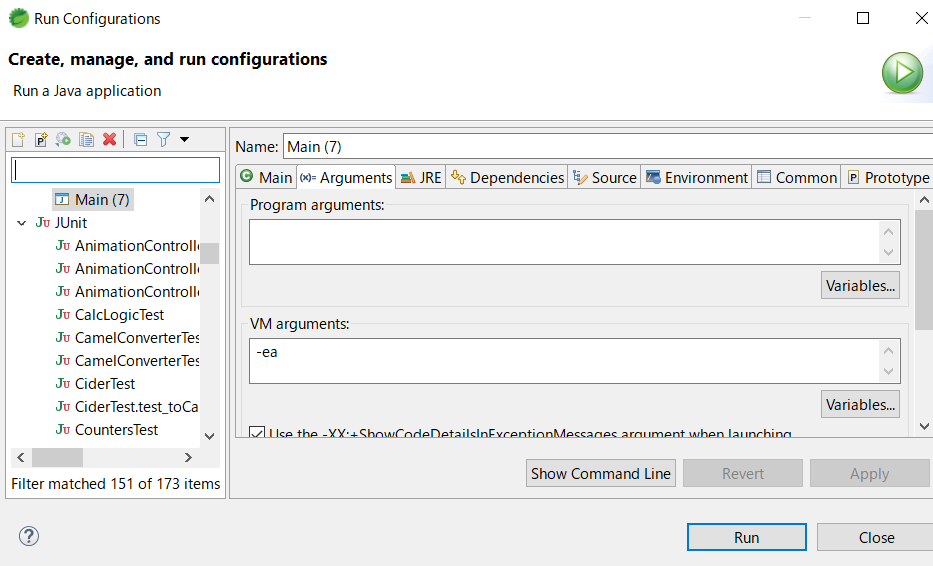 Run Configurations
Create, manage, and run configurations
Run a Java application
Name: Main (7)
Main (x)= Arguments JRE Dependencies Source Environment Common Prototype
Main (7)
JUnit
AnimationControlle
AnimationControlle
AnimationControlle
CalcLogicTest
CamelConverterTes
CamelConverterTes
CiderTest
CiderTest.test_toCa
CountersTest
Filter matched 151 of 173 items
Program arguments:
Variables...
VM arguments:
-ea
Variables...
Use the -XX:+ShowCodeDetailsInExceptionMessages argument when launching
Show Command Line Revert Apply
Run Close